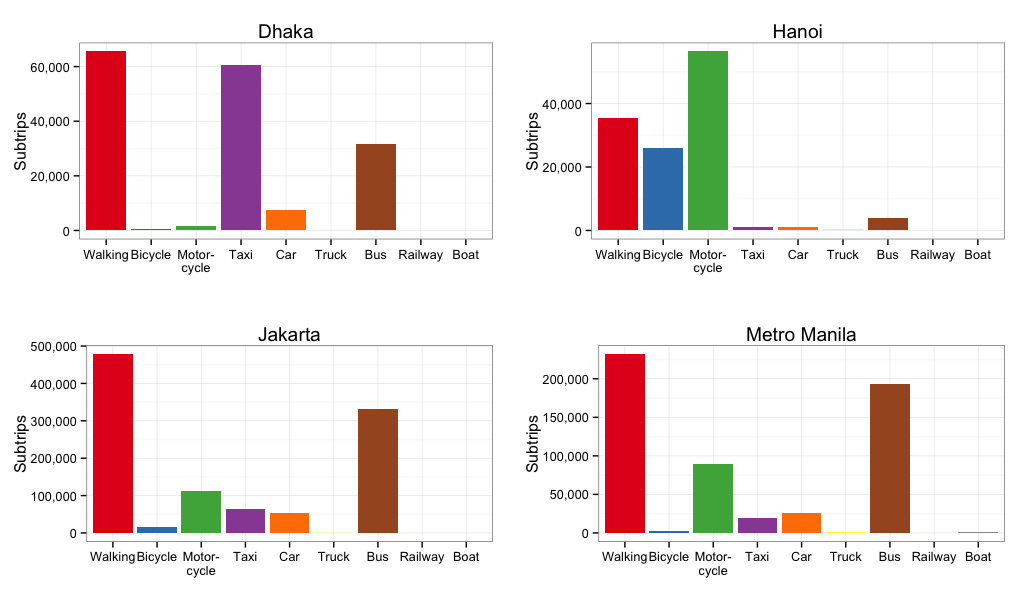 Dhaka
Subtrips
60,000
40,000
20,000
0
Walking Bicycle Motor- Taxi Car Truck Bus Railway Boat
cycle
Hanoi
Subtrips
40,000
20,000
0
Walking Bicycle Motor- Taxi Car Truck Bus Railway Boat
cycle
Jakarta
Subtrips
500,000
400,000
300,000
200,000
100,000
0
Walking Bicycle Motor- Taxi Car Truck Bus Railway Boat
cycle
Metro Manila
Subtrips
200,000
150,000
100,000
50,000
0
Walking Bicycle Motor- Taxi Car Truck Bus Railway Boat
cycle